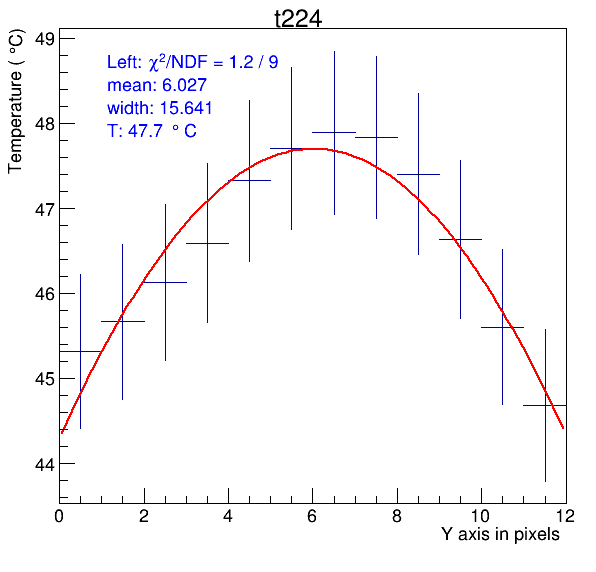 t224
Temperature ( °C)
Left: χ²/NDF = 1.2 / 9
mean: 6.027
width: 15.641
T: 47.7 ° C
49
48
47
46
45
44
0 2 4 6 8 10 12
Y axis in pixels